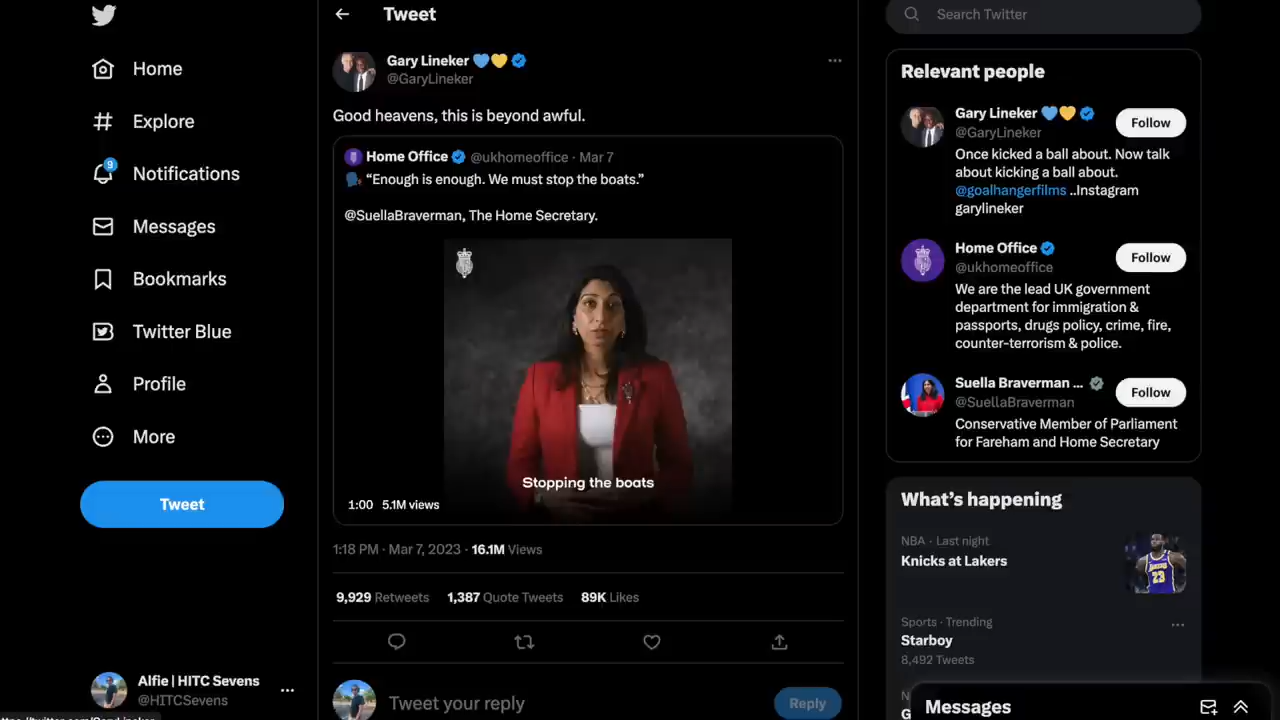 Home
Explore
9
Notifications
Messages
Bookmarks
Twitter Blue
Profile
More
Tweet
Alfie | HITC Sevens
@HITCSevens
Tweet
Gary Lineker
@GaryLineker
Good heavens, this is beyond awful.
Home Office @ukhomeoffice · Mar 7
“Enough is enough. We must stop the boats.”
@SuellaBraverman, The Home Secretary.
Stopping the boats
1:00 5.1M views
1:18 PM · Mar 7, 2023 · 16.1M Views
9,929 Retweets 1,387 Quote Tweets 89K Likes
Tweet your reply
Reply
Search Twitter
Relevant people
Gary Lineker
@GaryLineker
Follow
Once kicked a ball about. Now talk
about kicking a ball about.
@goalhangerfilms ..Instagram
garylineker
Home Office
@ukhomeoffice
Follow
We are the lead UK government
department for immigration &
passports, drugs policy, crime, fire,
counter-terrorism & police.
Suella Braverman ...
@SuellaBraverman
Follow
Conservative Member of Parliament
for Fareham and Home Secretary
What’s happening
NBA · Last night
Knicks at Lakers
23
Sports · Trending
Starboy
8,492 Tweets
Messages